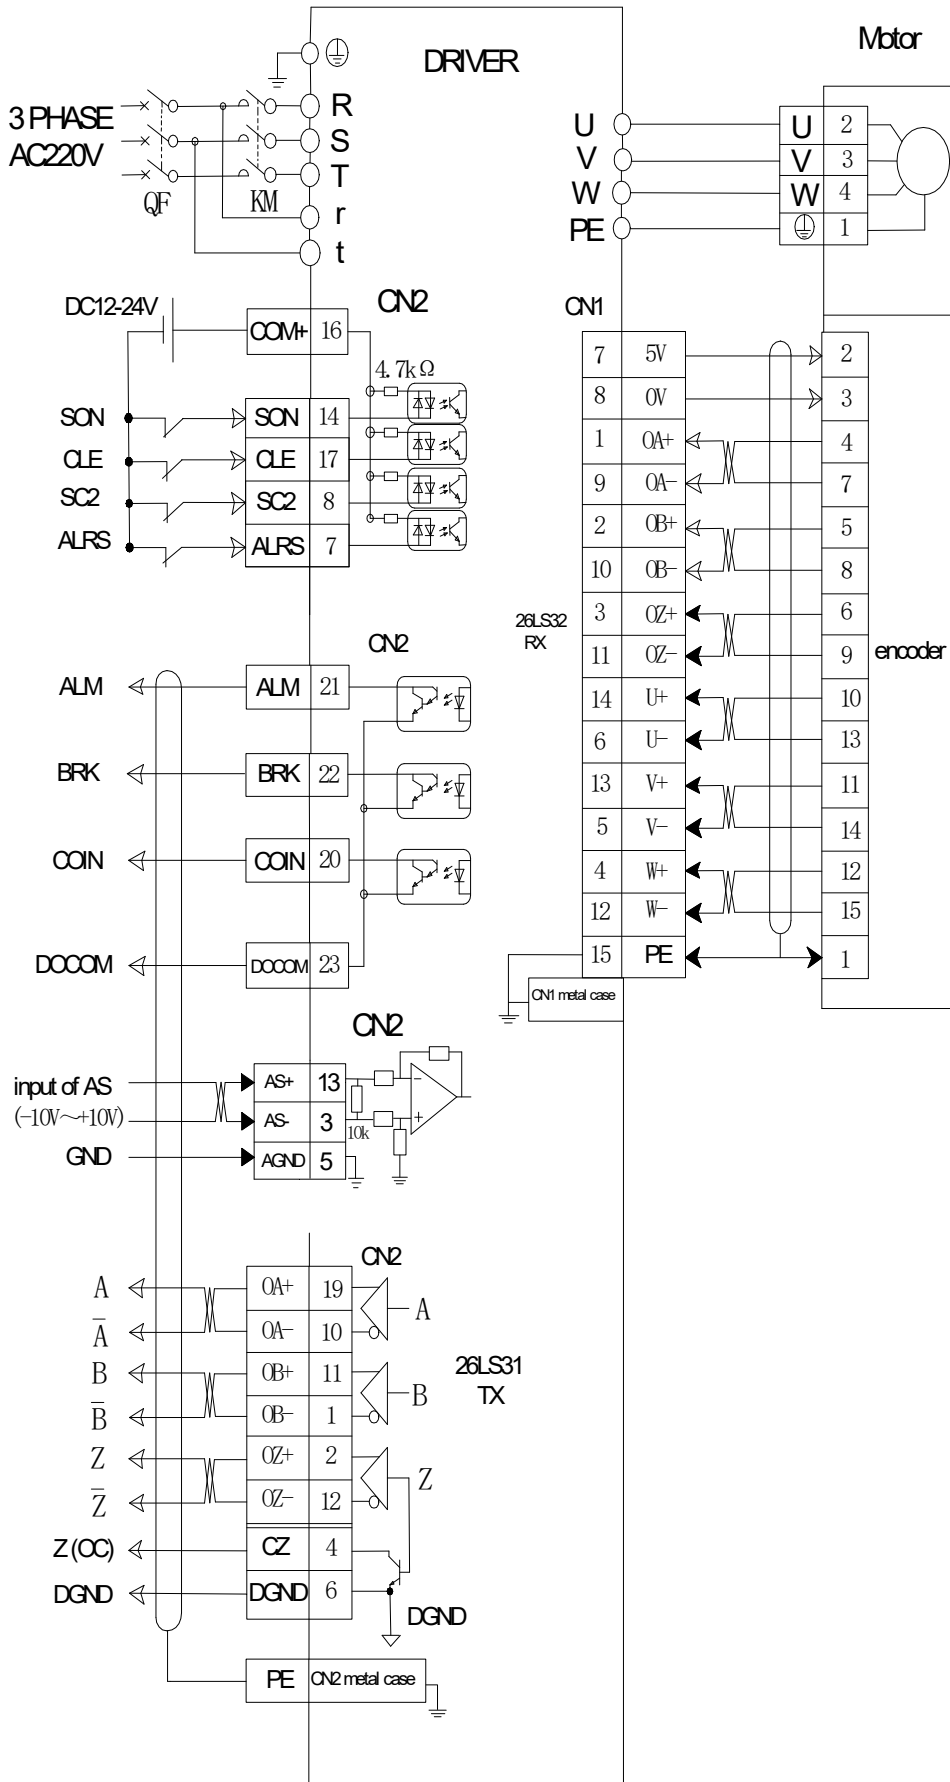 Motor
DRIVER
3 PHASE
AC220V
QF
KM
R
S
T
r
t
U
V
W
PE
U 2
V 3
W 4
1
DC12-24V
CN2
COM+ 16
4.7kΩ
SON
SON 14
CLE
CLE 17
SC2
SC2 8
ALRS
ALRS 7
CN2
ALM
ALM 21
BRK
BRK 22
COIN
COIN 20
DOCOM
DOCOM 23
CN2
input of AS
(-10V～+10V)
AS+ 13
AS- 3
10k
GND
AGND 5
CN2
A
OA+ 19
A
A̅
OA- 10
B
OB+ 11
B
B̅
OB- 1
Z
OZ+ 2
Z
Z̅
OZ- 12
26LS31
TX
Z(OC)
CZ 4
DGND
DGND 6
DGND
PE
CN2 metal case
CN1
7 5V 2
8 0V 3
1 OA+ 4
9 OA- 7
2 OB+ 5
10 OB- 8
3 OZ+ 6
26LS32
RX
11 OZ- 9
encoder
14 U+ 10
6 U- 13
13 V+ 11
5 V- 14
4 W+ 12
12 W- 15
15 PE 1
CN1 metal case